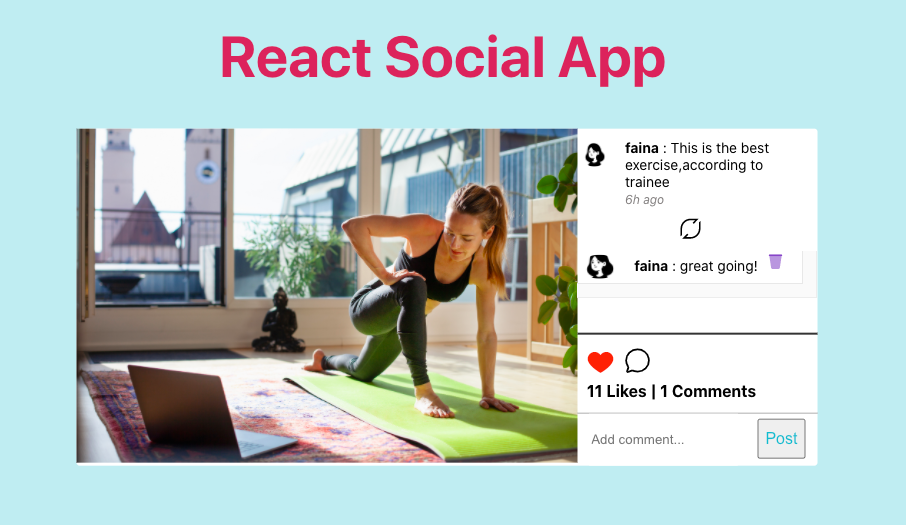 React Social App
faina : This is the best
exercise,according to
trainee
6h ago
faina : great going!
11 Likes | 1 Comments
Add comment...
Post